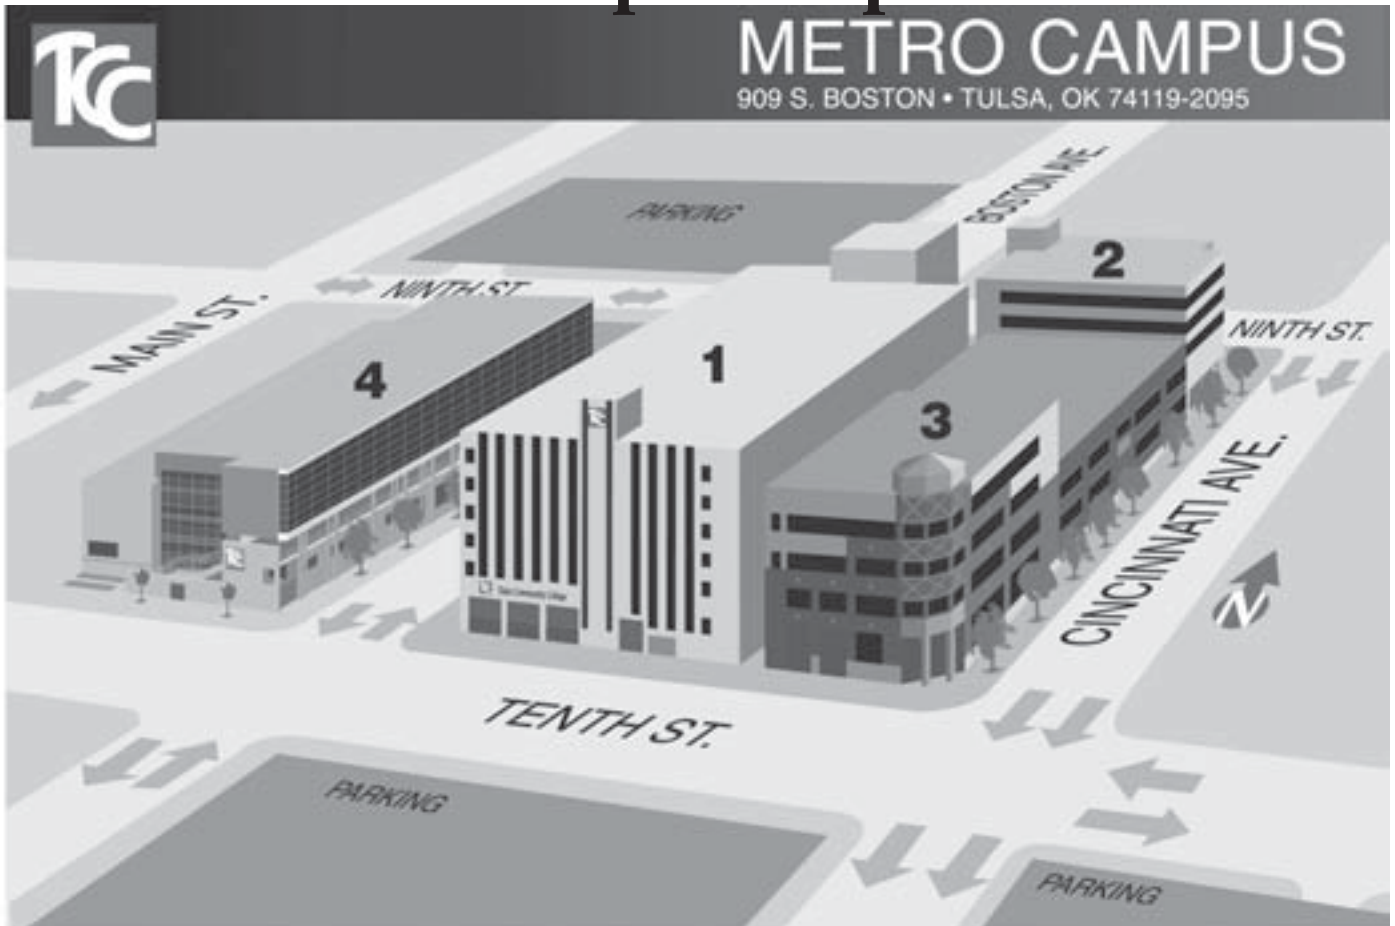 TCC
METRO CAMPUS
909 S. BOSTON • TULSA, OK 74119-2095
BOSTON AVE.
PARKING
2
NINTH ST.
MAIN ST.
NINTH ST.
1
4
3
CINCINNATI AVE.
N
TENTH ST.
PARKING
PARKING